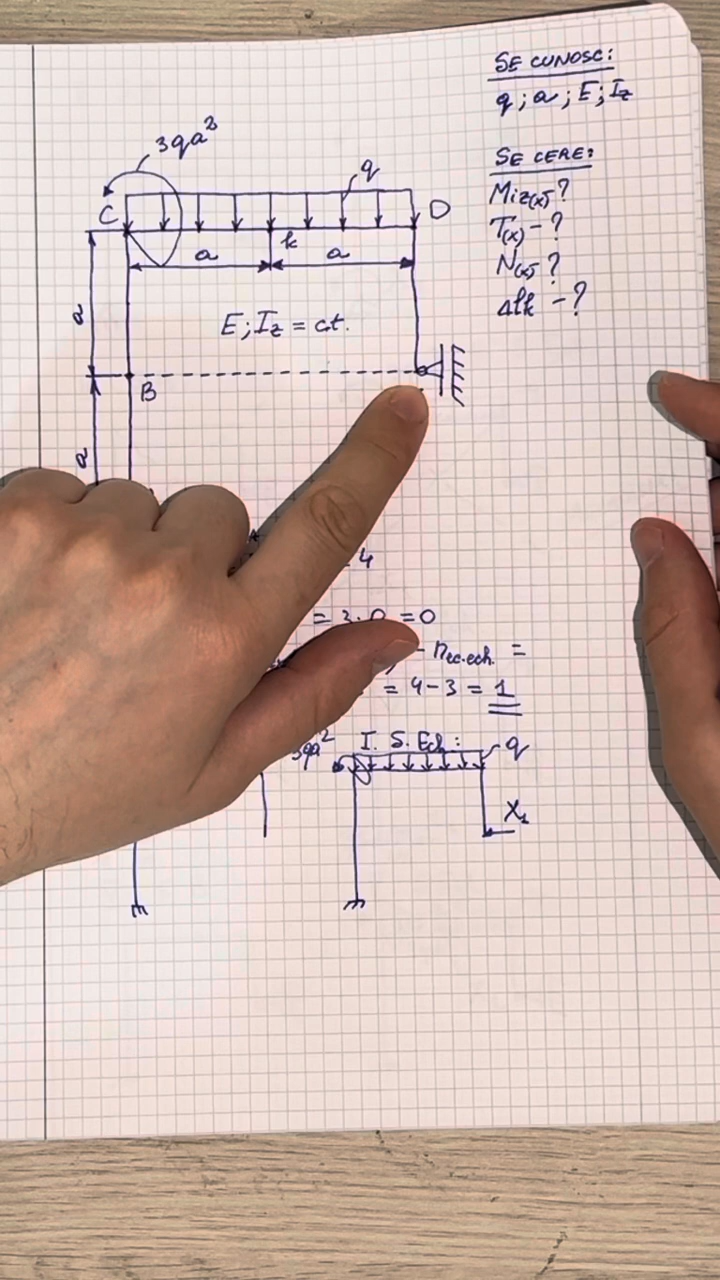 SE CUNOSC:
q ; a ; E ; Iz
3qa²
q
SE CERE:
Miz(x) ?
T(x) - ?
N(x) ?
Δfk - ?
C
D
k
a
a
a
E ; Iz = ct.
B
a
4
= 3·0 = 0
- nec.ech. =
= 4 - 3 = 1
3qa²
I. S. Ech:
q
X₁